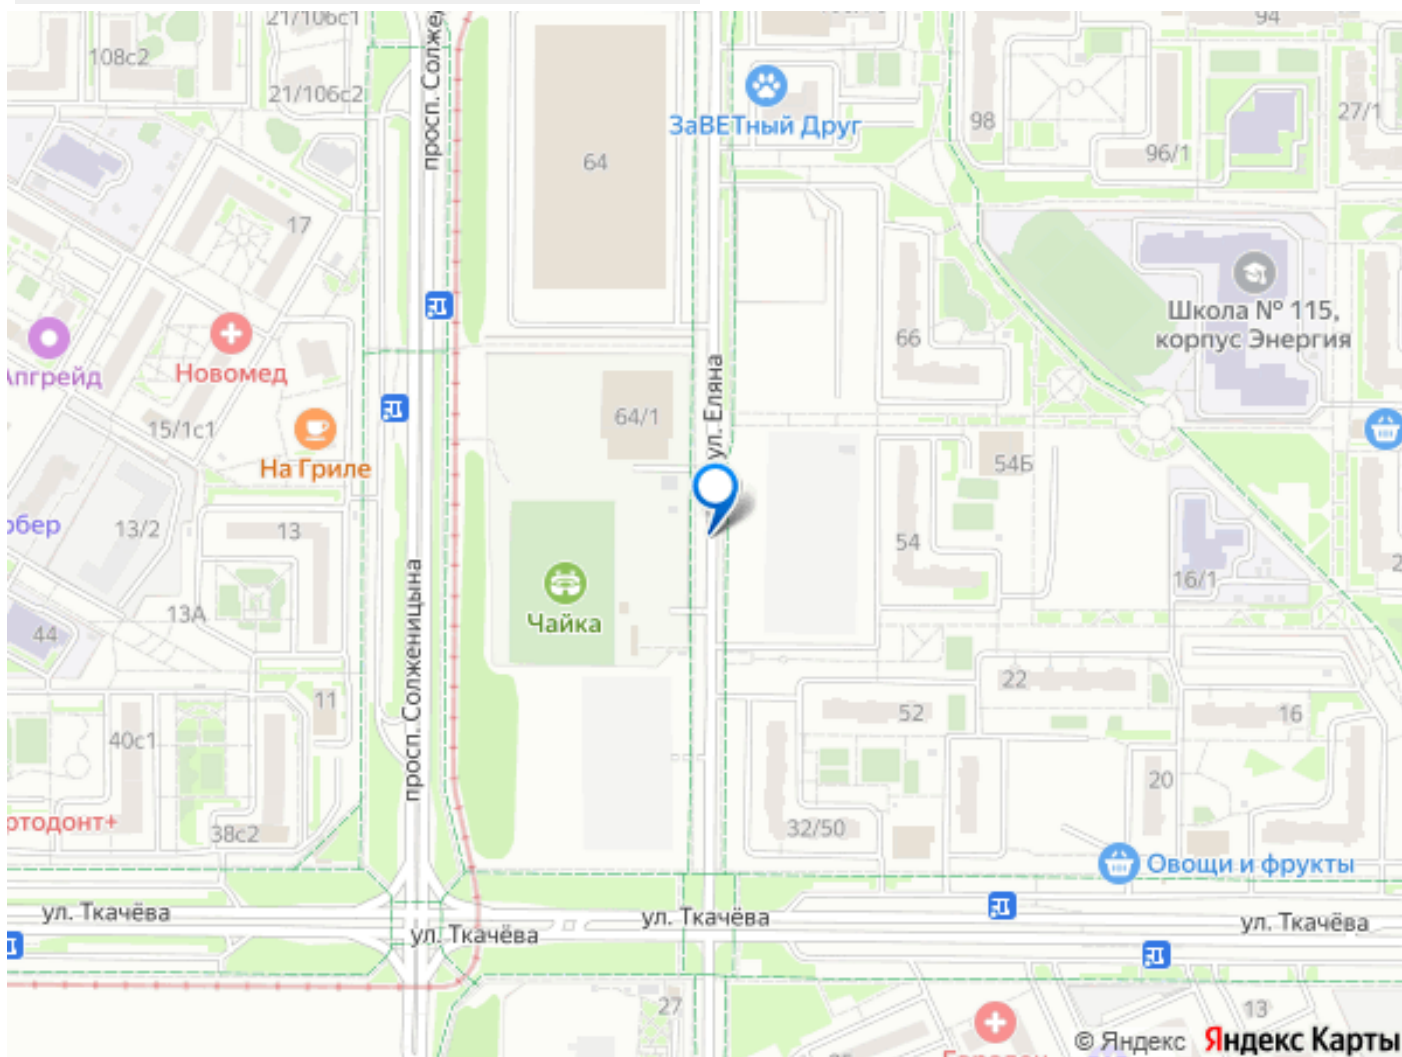 21/106с1
94
108с2
просп. Солже
21/106с2
ЗаВЕТный Друг
98
27/1
96/1
64
17
Школа № 115,
корпус Энергия
66
Новомед
Апгрейд
ул. Еляна
64/1
15/1с1
На Гриле
54Б
13/2
13
54
16/1
просп. Солженицына
Чайка
13А
44
22
11
52
16
40с1
20
ртодонт+
38с2
32/50
Овощи и фрукты
ул. Ткачёва
ул. Ткачёва
ул. Ткачёва
ул. Ткачёва
27
13
© Яндекс Яндекс Карты